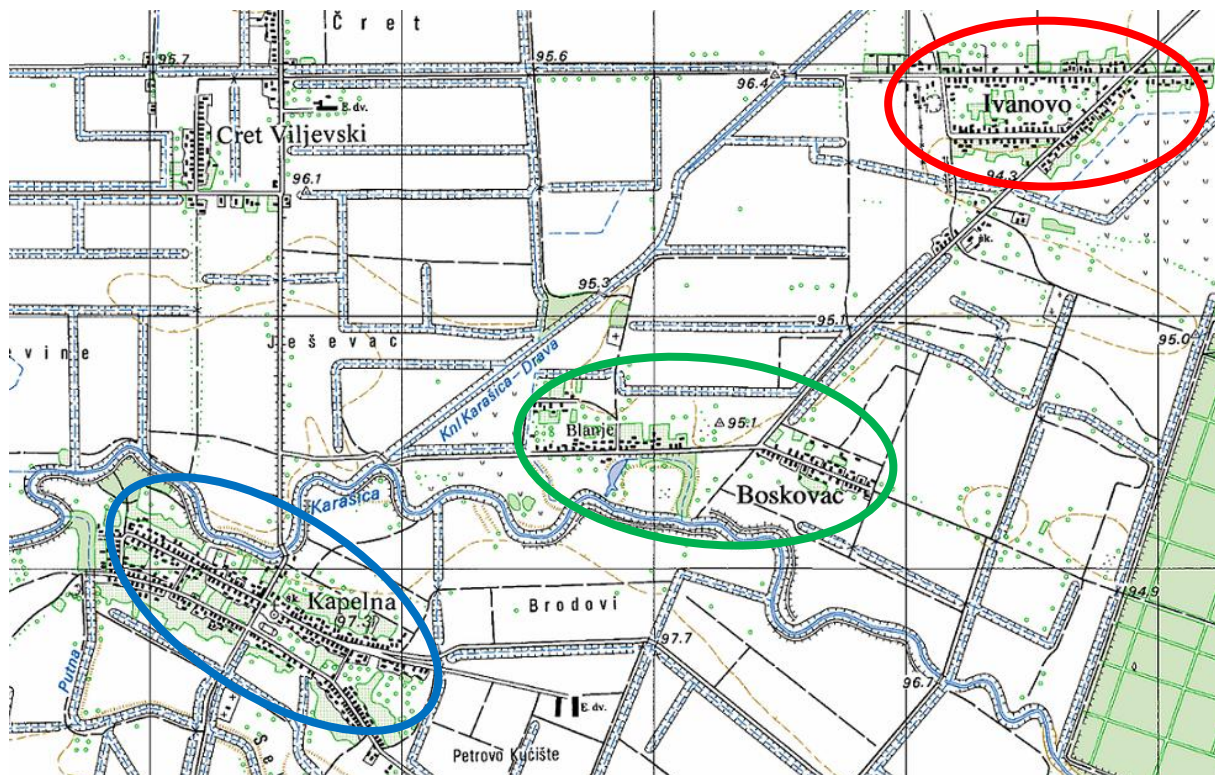 Č r e t
95.7
95.6
96.4
E. dv.
Ivanovo
Cret Viljevski
96.1
94.3
šk.
95.3
95.1
J e š e v a c
e v i n e
95.0
Knl Karašica - Drava
Blanje
95.1
Boskovac
Karašica
94.9
šk.
Kapelna
(97.3)
B r o d o v i
97.7
Putna
96.7
E. dv.
S e
Petrovo Kućište